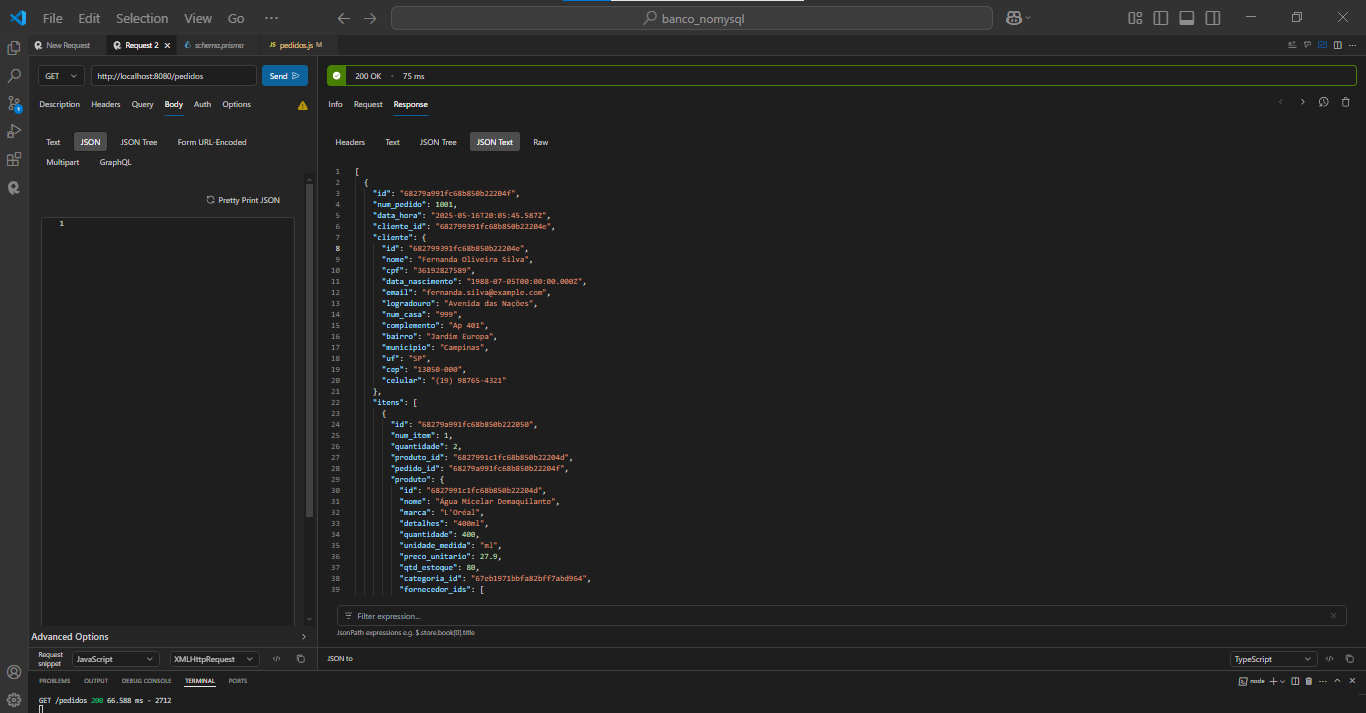 File Edit Selection View Go ···
banco_nomysql
New Request
Request 2
schema.prisma
pedidos.js M
GET
http://localhost:8080/pedidos
Send
200 OK · 75 ms
Description Headers Query Body Auth Options
Info Request Response
Text JSON JSON Tree Form URL-Encoded
Multipart GraphQL
Headers Text JSON Tree JSON Text Raw
Pretty Print JSON
1
1 [
2 {
3 "id": "68279a991fc68b850b22204f",
4 "num_pedido": 1001,
5 "data_hora": "2025-05-16T20:05:45.587Z",
6 "cliente_id": "682799391fc68b850b22204e",
7 "cliente": {
8 "id": "682799391fc68b850b22204e",
9 "nome": "Fernanda Oliveira Silva",
10 "cpf": "36192827589",
11 "data_nascimento": "1988-07-05T00:00:00.000Z",
12 "email": "fernanda.silva@example.com",
13 "logradouro": "Avenida das Nações",
14 "num_casa": "999",
15 "complemento": "Ap 401",
16 "bairro": "Jardim Europa",
17 "municipio": "Campinas",
18 "uf": "SP",
19 "cep": "13050-000",
20 "celular": "(19) 98765-4321"
21 },
22 "itens": [
23 {
24 "id": "68279a991fc68b850b222050",
25 "num_item": 1,
26 "quantidade": 2,
27 "produto_id": "6827991c1fc68b850b22204d",
28 "pedido_id": "68279a991fc68b850b22204f",
29 "produto": {
30 "id": "6827991c1fc68b850b22204d",
31 "nome": "Água Micelar Demaquilante",
32 "marca": "L'Oréal",
33 "detalhes": "400ml",
34 "quantidade": 400,
35 "unidade_medida": "ml",
36 "preco_unitario": 27.9,
37 "qtd_estoque": 80,
38 "categoria_id": "67eb1971bbfa82bff7abd964",
39 "fornecedor_ids": [
Filter expression...
JsonPath expressions e.g. $.store.book[0].title
Advanced Options
Request snippet
JavaScript
XMLHttpRequest
JSON to
TypeScript
PROBLEMS OUTPUT DEBUG CONSOLE TERMINAL PORTS
node
GET /pedidos 200 66.588 ms - 2712